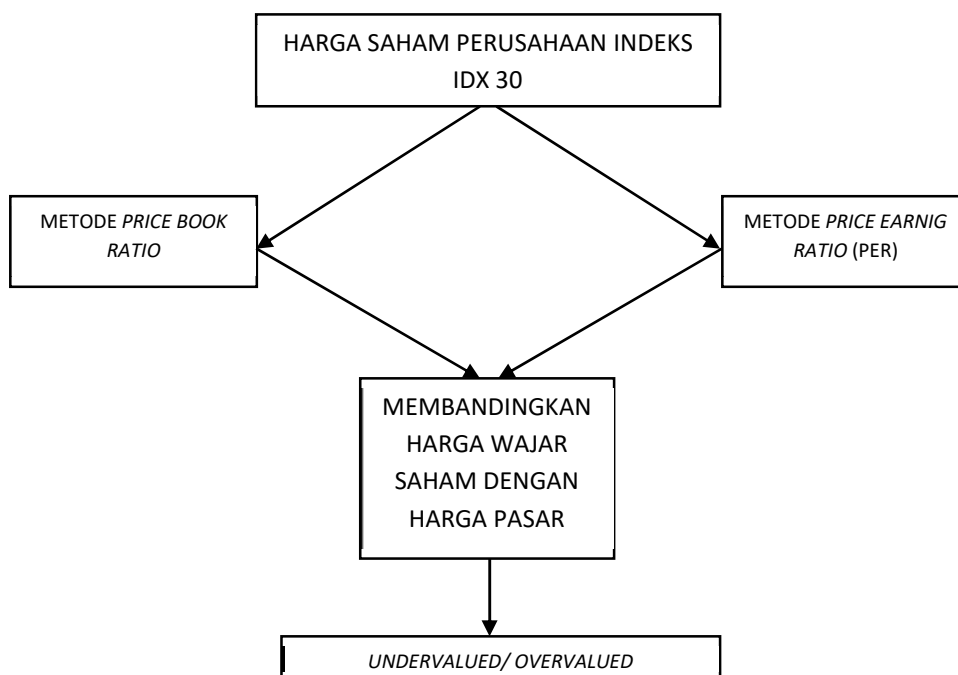 HARGA SAHAM PERUSAHAAN INDEKS
IDX 30
METODE PRICE BOOK
RATIO
METODE PRICE EARNIG
RATIO (PER)
MEMBANDINGKAN
HARGA WAJAR
SAHAM DENGAN
HARGA PASAR
UNDERVALUED/ OVERVALUED